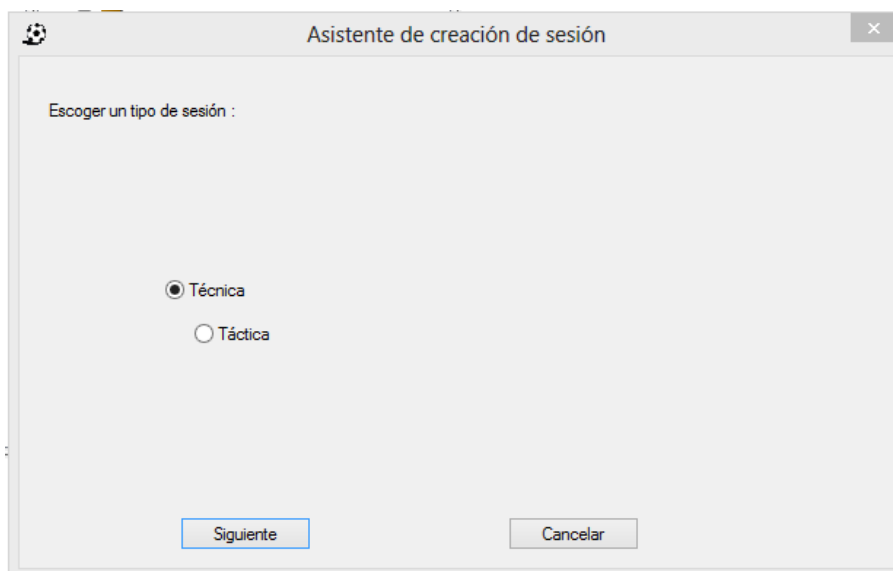 Asistente de creación de sesión
Escoger un tipo de sesión :
Técnica
Táctica
Siguiente
Cancelar